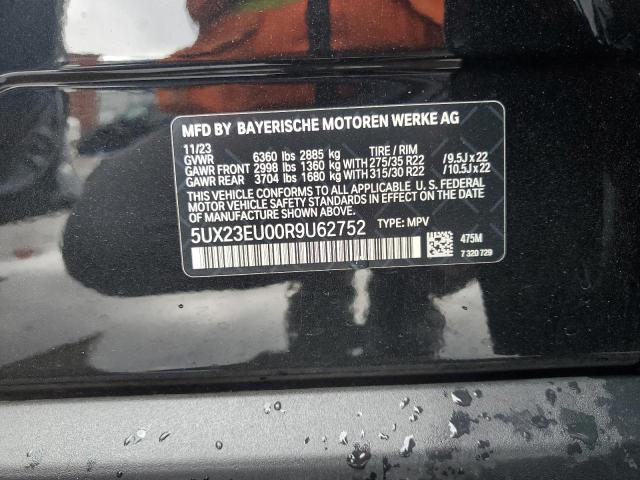 MFD BY BAYERISCHE MOTOREN WERKE AG
11/23
GVWR 6360 lbs 2885 kg TIRE / RIM
GAWR FRONT 2998 lbs 1360 kg WITH 275/35 R22 /9.5J x 22
GAWR REAR 3704 lbs 1680 kg WITH 315/30 R22 /10.5J x 22
THIS VEHICLE CONFORMS TO ALL APPLICABLE U. S. FEDERAL
MOTOR VEHICLE SAFETY STANDARDS IN EFFECT ON THE
DATE OF MANUFACTURE SHOWN ABOVE.
5UX23EU00R9U62752 TYPE: MPV
475M
7 320 729